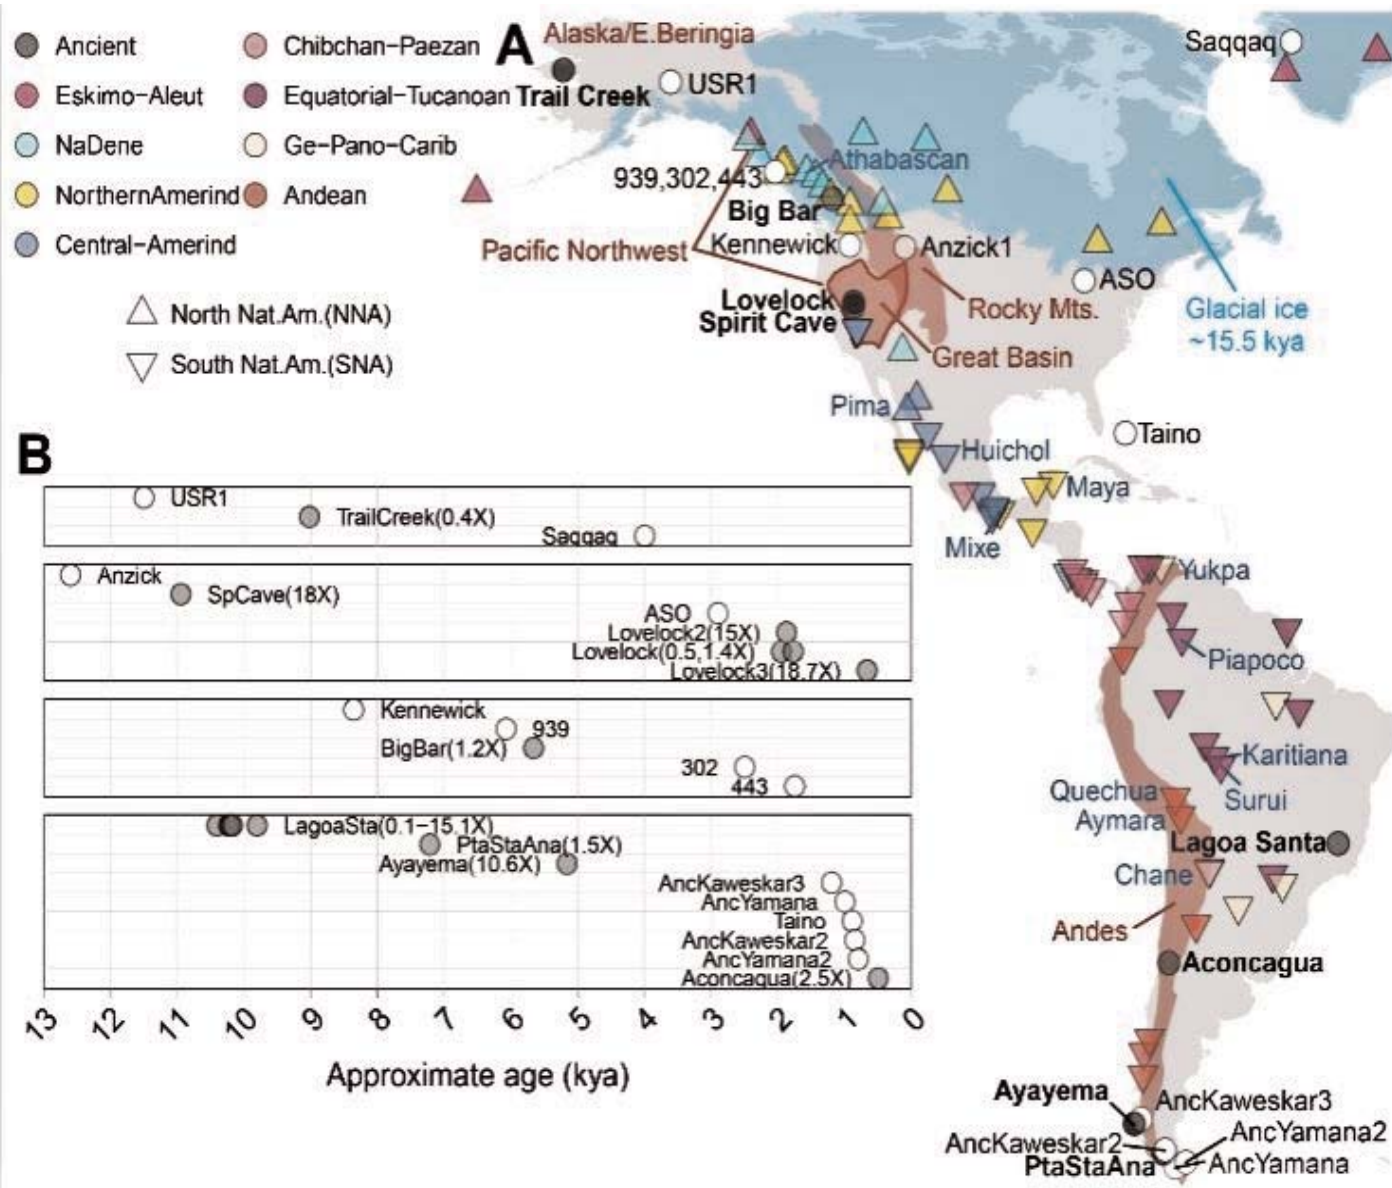 Ancient
Eskimo-Aleut
NaDene
NorthernAmerind
Central-Amerind
Chibchan-Paezan
Equatorial-Tucanoan
Ge-Pano-Carib
Andean
North Nat.Am.(NNA)
South Nat.Am.(SNA)
A
Alaska/E.Beringia
Trail Creek
USR1
Saqqaq
Athabascan
939,302,443
Big Bar
Pacific Northwest
Kennewick
Anzick1
ASO
Lovelock
Spirit Cave
Rocky Mts.
Great Basin
Glacial ice
~15.5 kya
Pima
Huichol
Taino
Maya
Mixe
Yukpa
Piapoco
Karitiana
Surui
Quechua
Aymara
Lagoa Santa
Chane
Andes
Aconcagua
Ayayema
AncKaweskar3
AncYamana2
AncKaweskar2
PtaStaAna
AncYamana
B
USR1
TrailCreek(0.4X)
Saqqaq
Anzick
SpCave(18X)
ASO
Lovelock2(15X)
Lovelock(0.5,1.4X)
Lovelock3(18.7X)
Kennewick
939
BigBar(1.2X)
302
443
LagoaSta(0.1-15.1X)
PtaStaAna(1.5X)
Ayayema(10.6X)
AncKaweskar3
AncYamana
Taino
AncKaweskar2
AncYamana2
Aconcagua(2.5X)
13 12 11 10 9 8 7 6 5 4 3 2 1 0
Approximate age (kya)